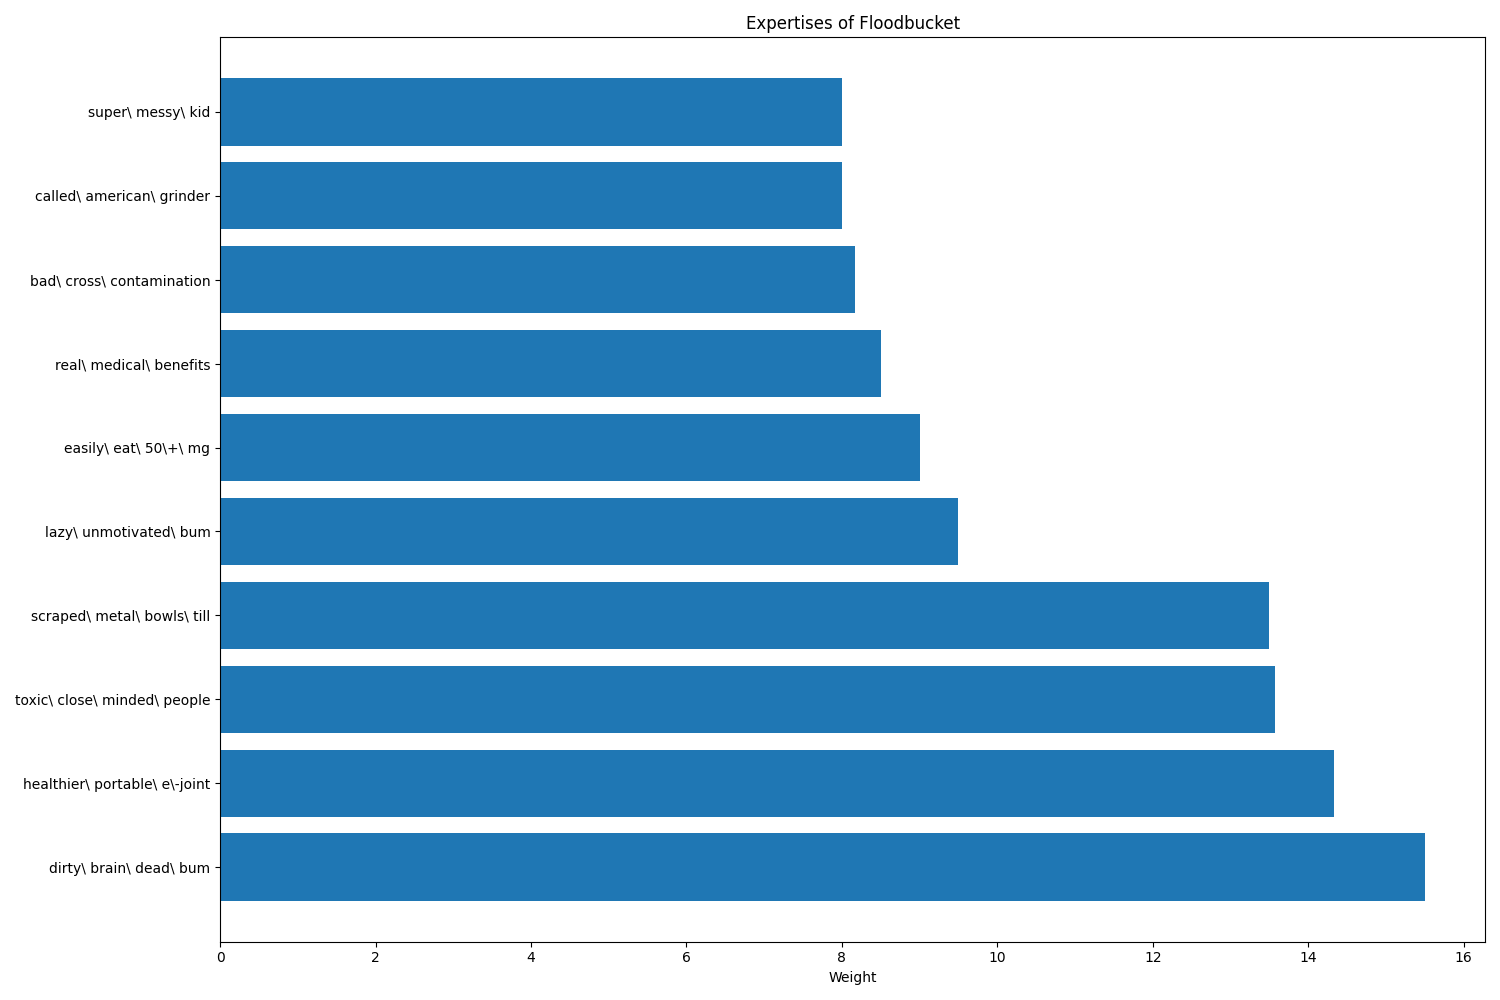 Expertises of Floodbucket
super\ messy\ kid
called\ american\ grinder
bad\ cross\ contamination
real\ medical\ benefits
easily\ eat\ 50\+\ mg
lazy\ unmotivated\ bum
scraped\ metal\ bowls\ till
toxic\ close\ minded\ people
healthier\ portable\ e\-joint
dirty\ brain\ dead\ bum
0 2 4 6 8 10 12 14 16
Weight